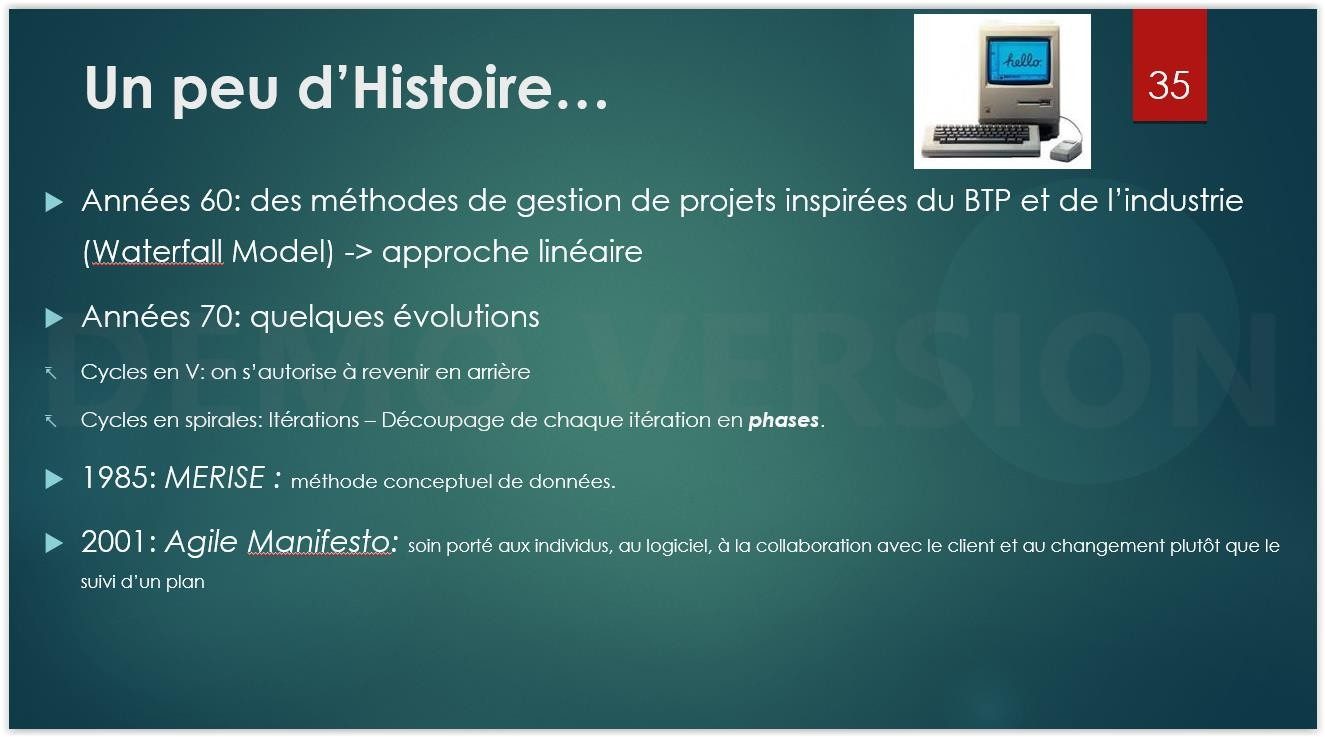 Un peu d’Histoire…
hello.
35
Années 60: des méthodes de gestion de projets inspirées du BTP et de l’industrie
(Waterfall Model) -> approche linéaire
Années 70: quelques évolutions
Cycles en V: on s’autorise à revenir en arrière
Cycles en spirales: Itérations – Découpage de chaque itération en phases.
1985: MERISE : méthode conceptuel de données.
2001: Agile Manifesto: soin porté aux individus, au logiciel, à la collaboration avec le client et au changement plutôt que le
suivi d’un plan
DEMO VERSION